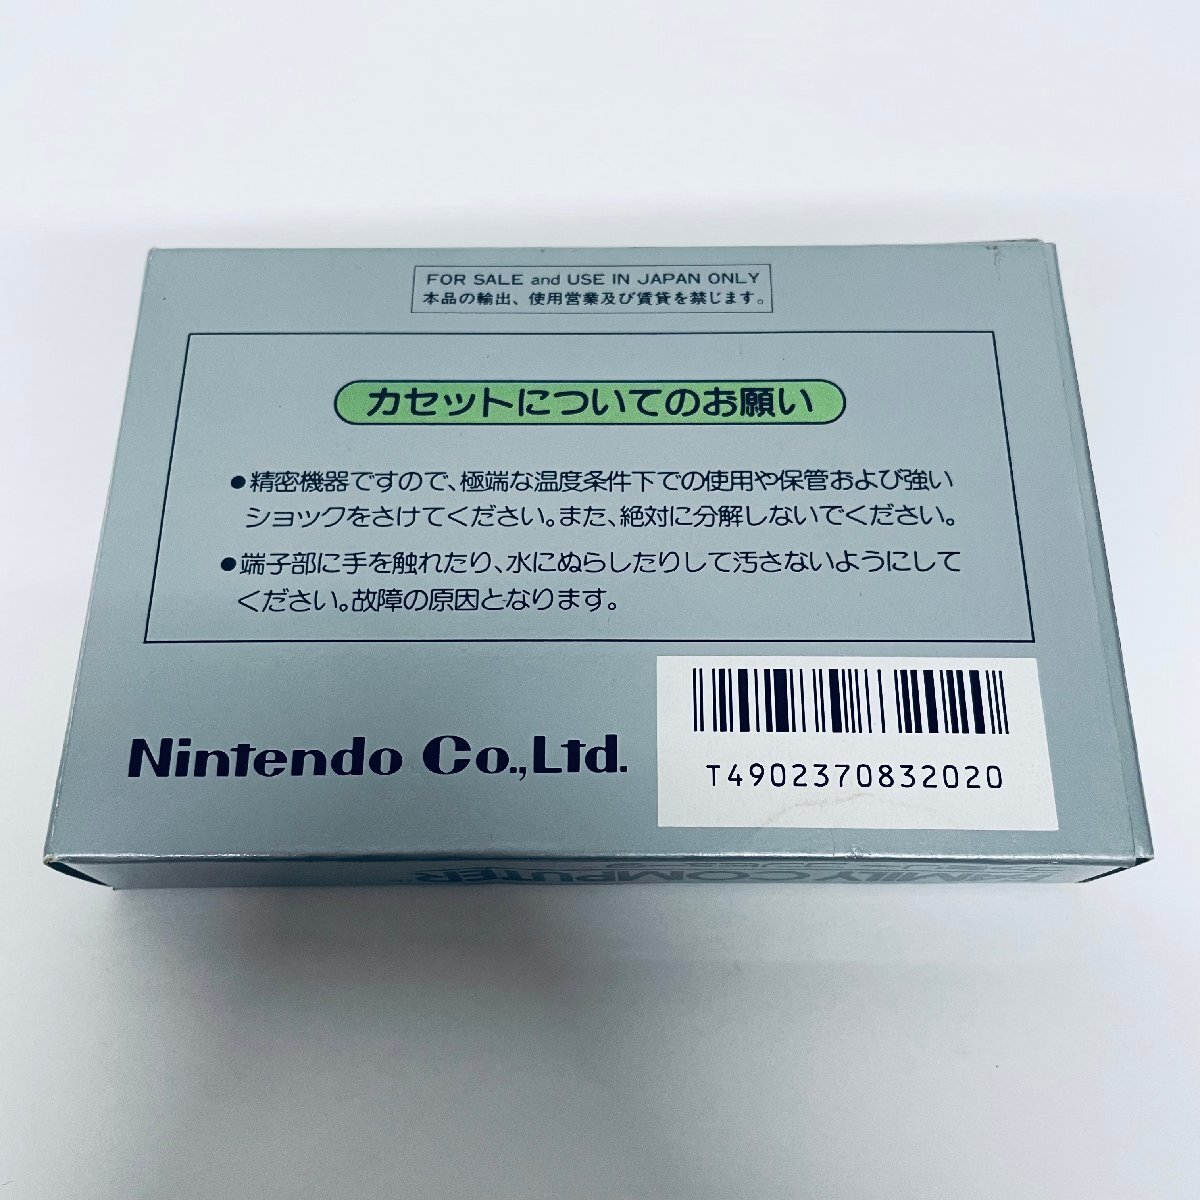 FOR SALE and USE IN JAPAN ONLY
本品の輸出、使用営業及び賃貸を禁じます。
カセットについてのお願い
●精密機器ですので、極端な温度条件下での使用や保管および強い
ショックをさけてください。また、絶対に分解しないでください。
●端子部に手を触れたり、水にぬらしたりして汚さないようにして
ください。故障の原因となります。
Nintendo Co.,Ltd.
T4902370832020
FAMILY COMPUTER